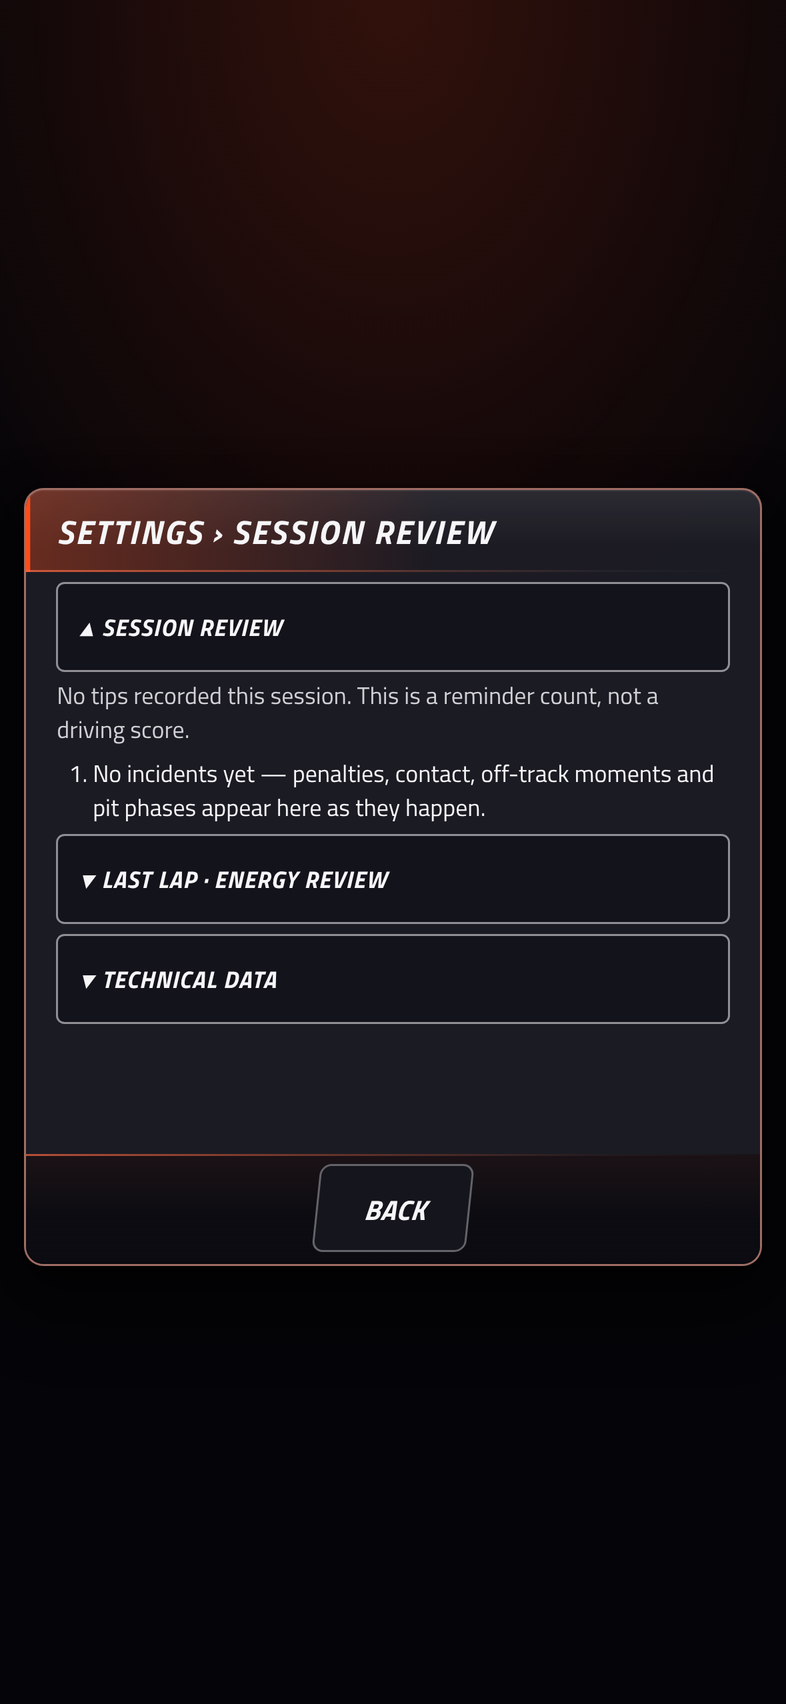 SETTINGS › SESSION REVIEW
▲ SESSION REVIEW
No tips recorded this session. This is a reminder count, not a
driving score.
1. No incidents yet — penalties, contact, off-track moments and
pit phases appear here as they happen.
▼ LAST LAP · ENERGY REVIEW
▼ TECHNICAL DATA
BACK